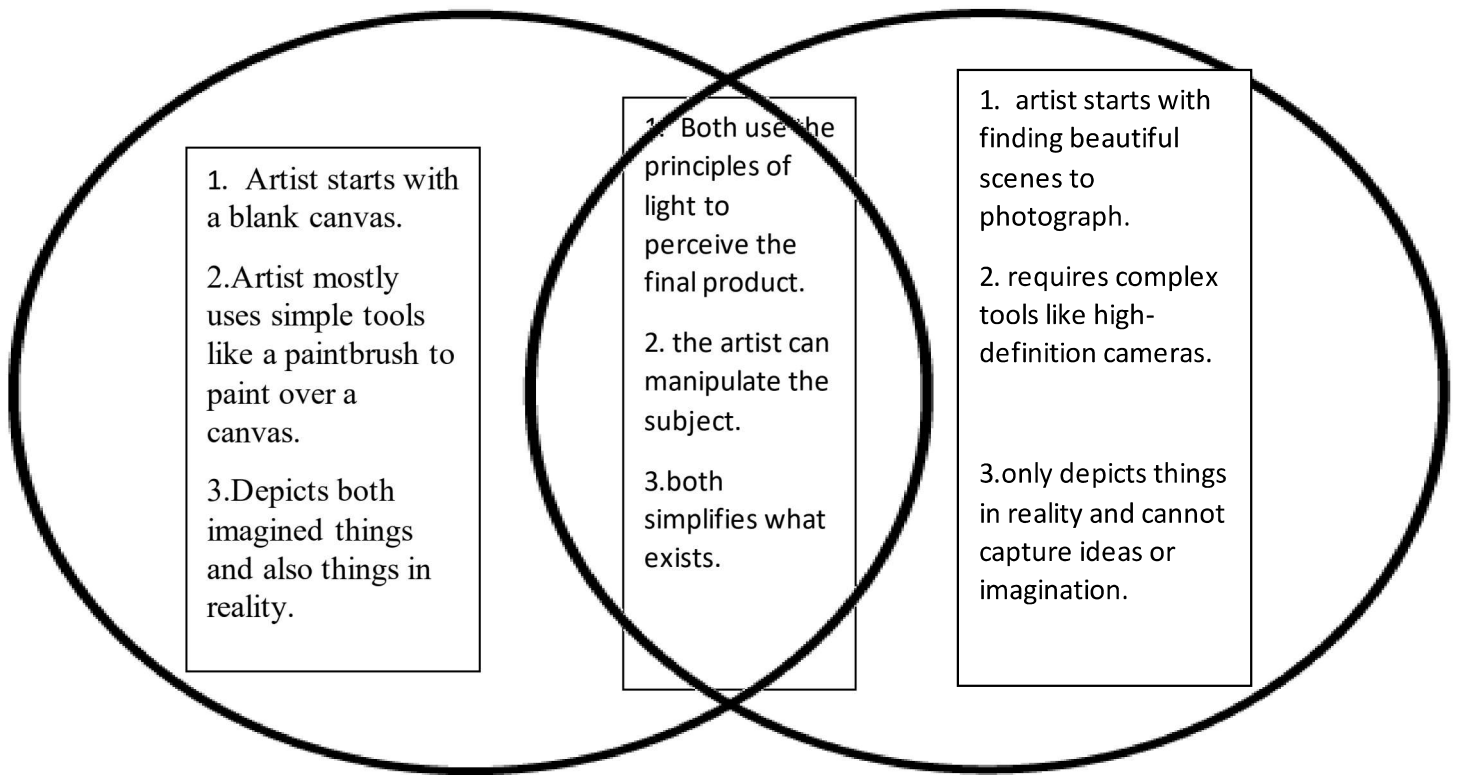 1. Artist starts with
a blank canvas.
2.Artist mostly
uses simple tools
like a paintbrush to
paint over a
canvas.
3.Depicts both
imagined things
and also things in
reality.
1. Both use the
principles of
light to
perceive the
final product.
2. the artist can
manipulate the
subject.
3.both
simplifies what
exists.
1. artist starts with
finding beautiful
scenes to
photograph.
2. requires complex
tools like high-
definition cameras.
3.only depicts things
in reality and cannot
capture ideas or
imagination.